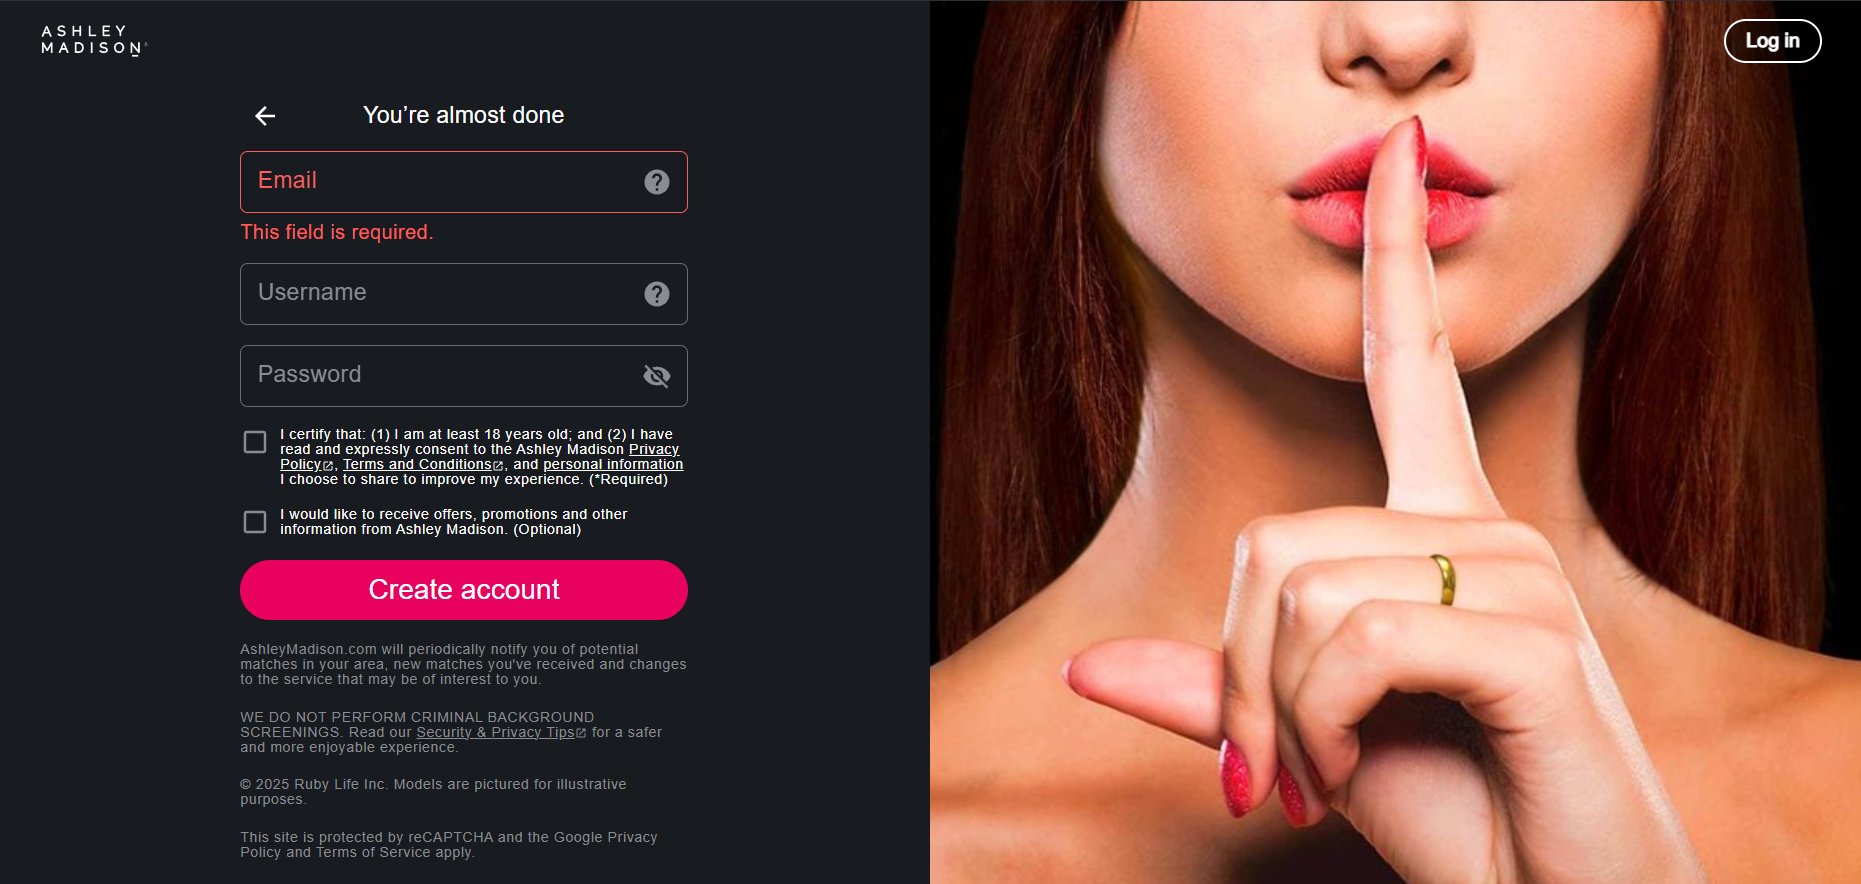 ASHLEY
MADISON
Log in
You’re almost done
Email
This field is required.
Username
Password
I certify that: (1) I am at least 18 years old; and (2) I have
read and expressly consent to the Ashley Madison Privacy
Policy, Terms and Conditions, and personal information
I choose to share to improve my experience. (*Required)
I would like to receive offers, promotions and other
information from Ashley Madison. (Optional)
Create account
AshleyMadison.com will periodically notify you of potential
matches in your area, new matches you've received and changes
to the service that may be of interest to you.
WE DO NOT PERFORM CRIMINAL BACKGROUND
SCREENINGS. Read our Security & Privacy Tips for a safer
and more enjoyable experience.
© 2025 Ruby Life Inc. Models are pictured for illustrative
purposes.
This site is protected by reCAPTCHA and the Google Privacy
Policy and Terms of Service apply.